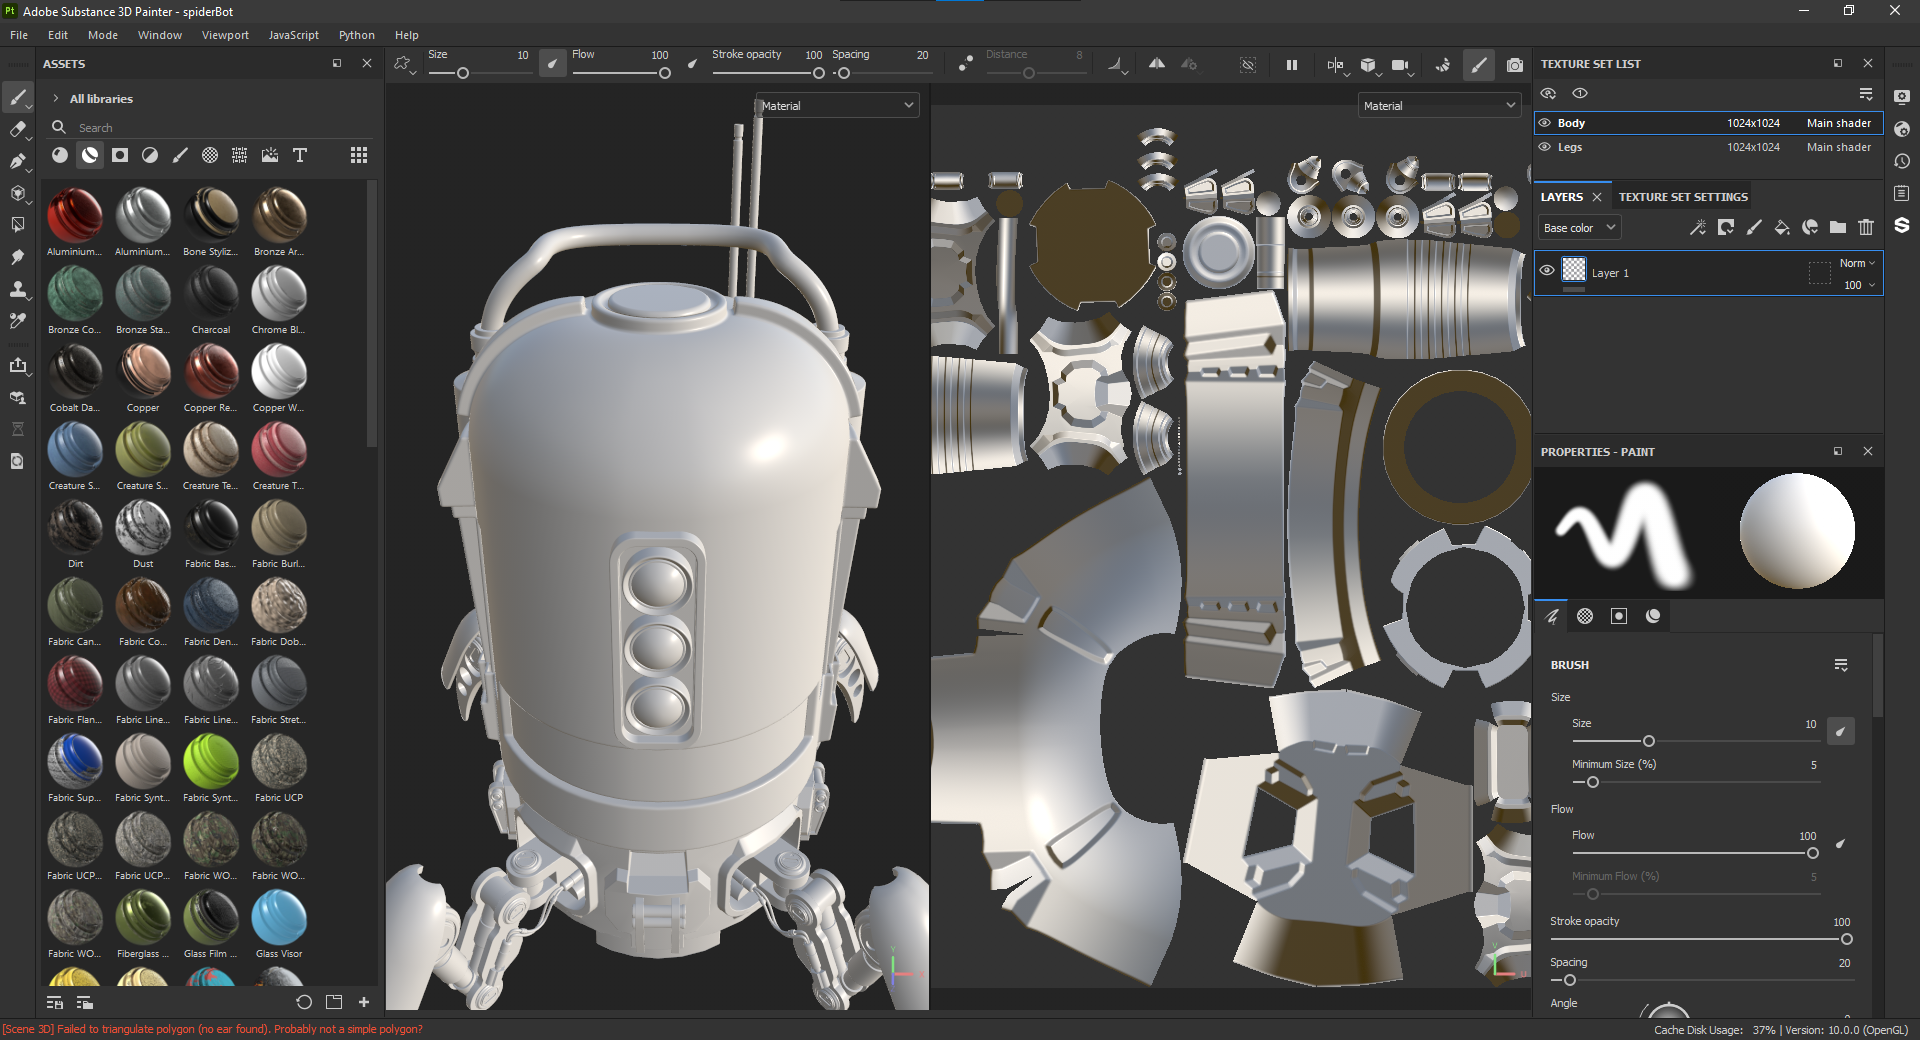 Pt Adobe Substance 3D Painter - spiderBot
File Edit Mode Window Viewport JavaScript Python Help
Size 10 Flow 100 Stroke opacity 100 Spacing 20 Distance 8
ASSETS
All libraries
Search
Aluminium... Aluminium... Bone Styliz... Bronze Ar...
Bronze Co... Bronze Sta... Charcoal Chrome Bl...
Cobalt Da... Copper Copper Re... Copper W...
Creature S... Creature S... Creature Te... Creature T...
Dirt Dust Fabric Bas... Fabric Burl...
Fabric Can... Fabric Co... Fabric Den... Fabric Dob...
Fabric Flan... Fabric Line... Fabric Line... Fabric Stret...
Fabric Sup... Fabric Synt... Fabric Synt... Fabric UCP
Fabric UCP... Fabric UCP... Fabric WO... Fabric WO...
Fabric WO... Fiberglass ... Glass Film ... Glass Visor
Material
Material
TEXTURE SET LIST
Body 1024x1024 Main shader
Legs 1024x1024 Main shader
LAYERS TEXTURE SET SETTINGS
Base color
Layer 1 Norm
100
PROPERTIES - PAINT
BRUSH
Size
Size 10
Minimum Size (%) 5
Flow
Flow 100
Minimum Flow (%) 5
Stroke opacity 100
Spacing 20
Angle
[Scene 3D] Failed to triangulate polygon (no ear found). Probably not a simple polygon?
Cache Disk Usage: 37% | Version: 10.0.0 (OpenGL)